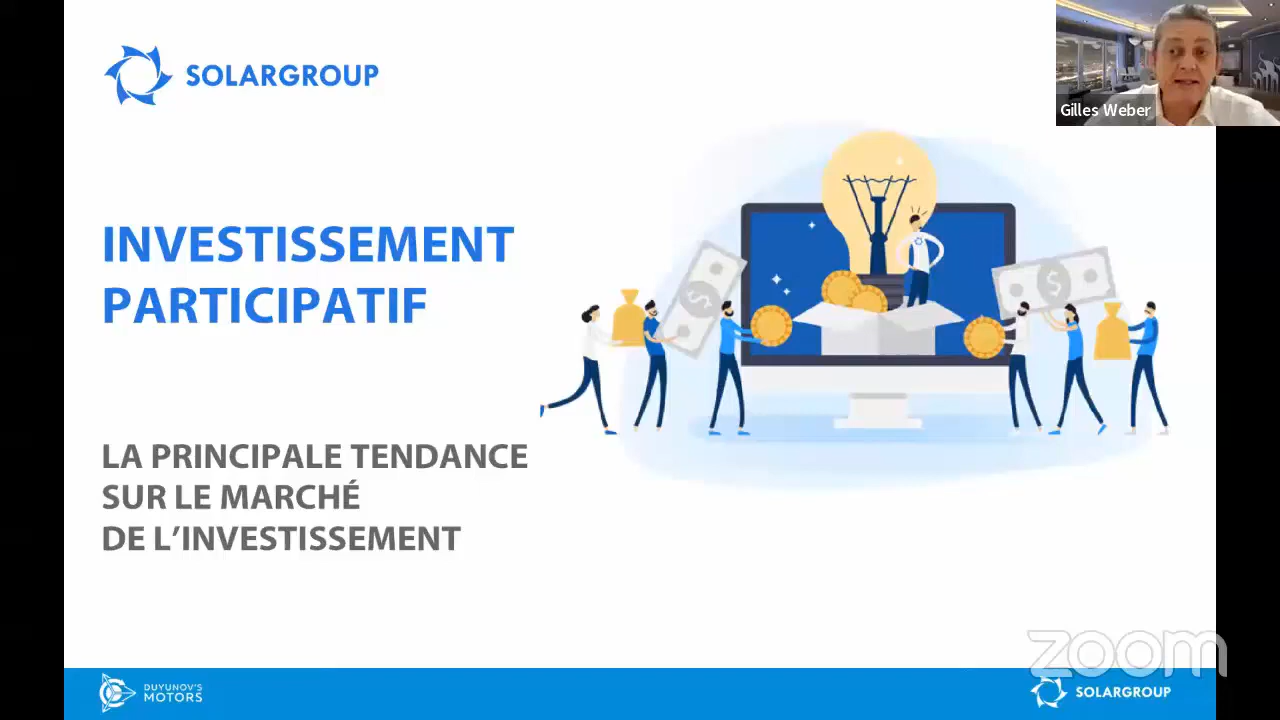 SOLARGROUP
Gilles Weber
INVESTISSEMENT
PARTICIPATIF
LA PRINCIPALE TENDANCE
SUR LE MARCHÉ
DE L’INVESTISSEMENT
zoom
DUYUNOV'S
MOTORS
SOLARGROUP